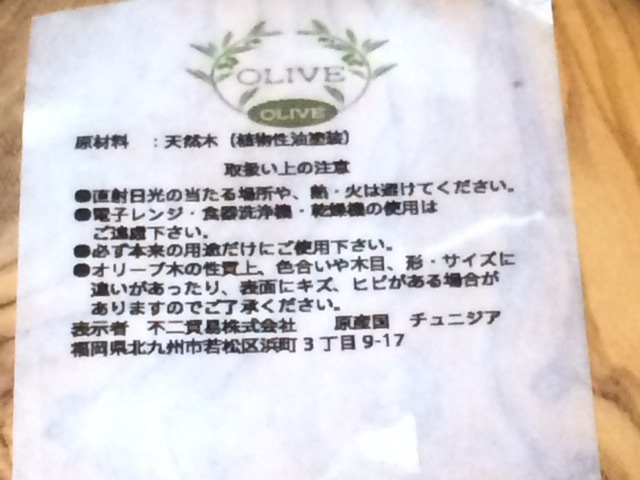 OLIVE
OLIVE
原材料 ：天然木（植物性油塗装）
取扱い上の注意
●直射日光の当たる場所や、熱・火は避けてください。
●電子レンジ・食器洗浄機・乾燥機の使用は
ご遠慮下さい。
●必ず本来の用途だけにご使用下さい。
●オリーブ木の性質上、色合いや木目、形・サイズに
違いがあったり、表面にキズ、ヒビがある場合が
ありますのでご了承ください。
表示者 不二貿易株式会社 原産国 チュニジア
福岡県北九州市若松区浜町3丁目9-17